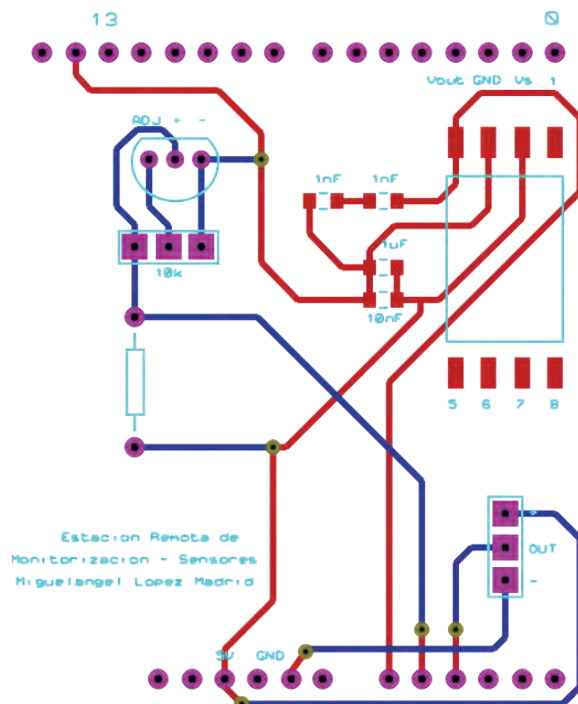 13 0
Vout GND Vs 1
ADJ + -
1nF 1nF
1uF
10k
10nF
5 6 7 8
+
Estacion Remota de
OUT
Monitorizacion - Sensores
Miguelangel Lopez Madrid
-
5V GND